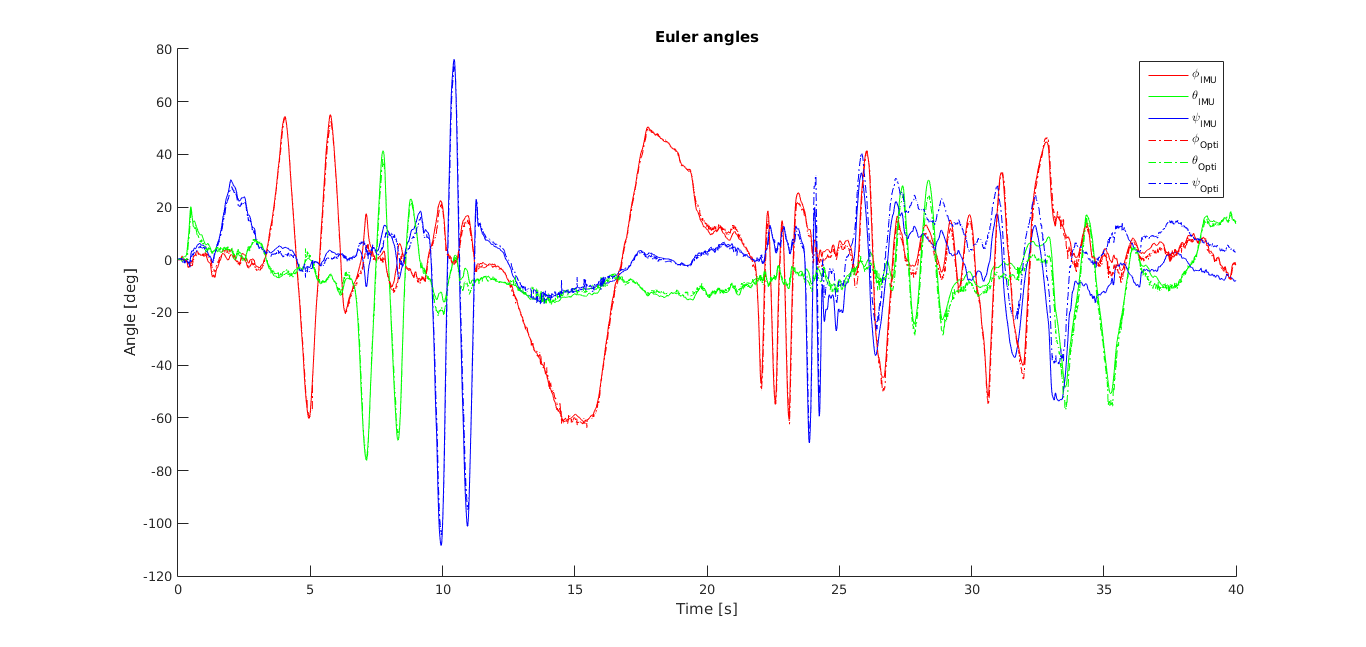 Euler angles
80
60
40
20
0
-20
-40
-60
-80
-100
-120
Angle [deg]
0 5 10 15 20 25 30 35 40
Time [s]
ϕIMU
θIMU
ψIMU
ϕOpti
θOpti
ψOpti